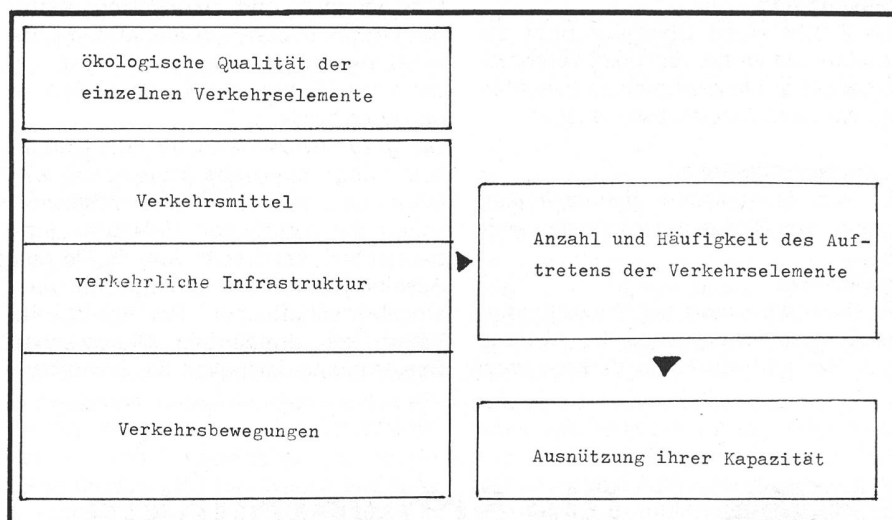 ökologische Qualität der
einzelnen Verkehrselemente
Verkehrsmittel
verkehrliche Infrastruktur
Verkehrsbewegungen
Anzahl und Häufigkeit des Auf-
tretens der Verkehrselemente
Ausnützung ihrer Kapazität